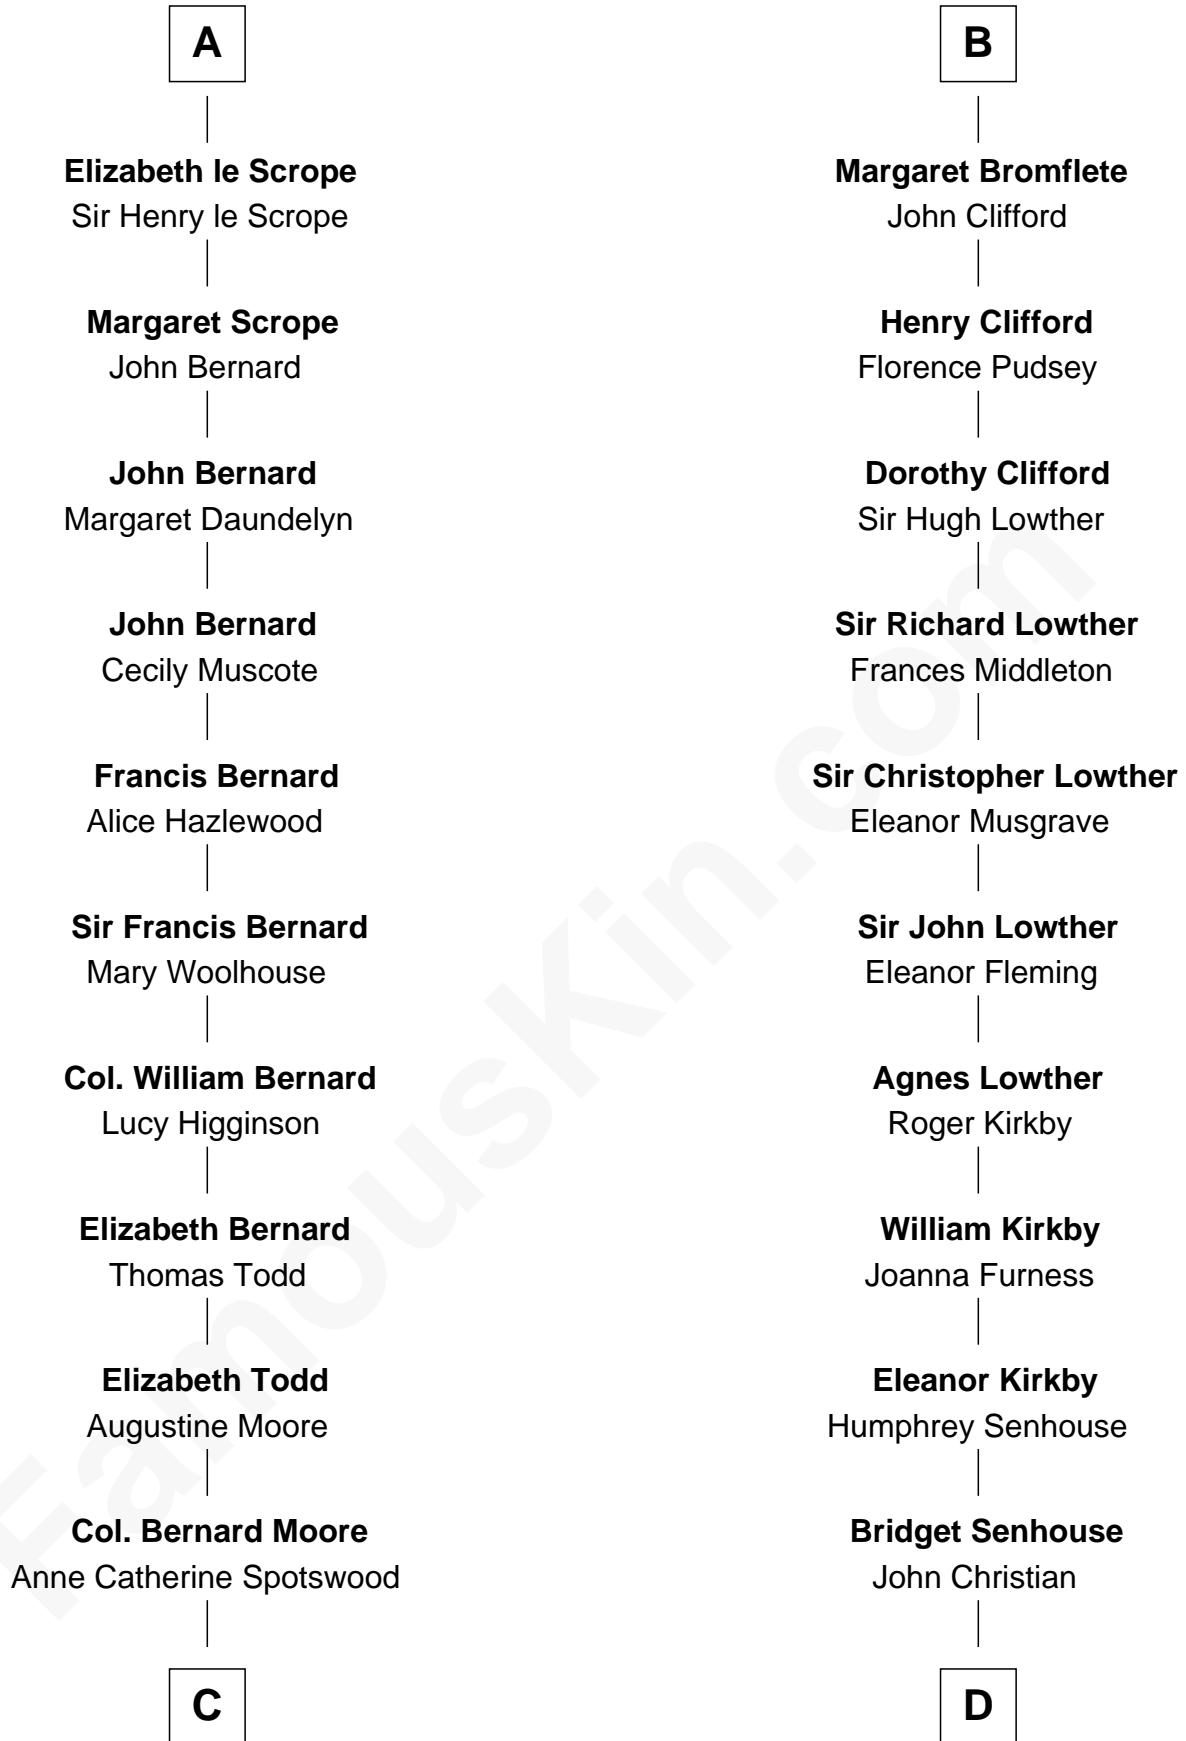 A
Elizabeth le Scrope
Sir Henry le Scrope
Margaret Scrope
John Bernard
John Bernard
Margaret Daundelyn
John Bernard
Cecily Muscote
Francis Bernard
Alice Hazlewood
Sir Francis Bernard
Mary Woolhouse
Col. William Bernard
Lucy Higginson
Elizabeth Bernard
Thomas Todd
Elizabeth Todd
Augustine Moore
Col. Bernard Moore
Anne Catherine Spotswood
C
B
Margaret Bromflete
John Clifford
Henry Clifford
Florence Pudsey
Dorothy Clifford
Sir Hugh Lowther
Sir Richard Lowther
Frances Middleton
Sir Christopher Lowther
Eleanor Musgrave
Sir John Lowther
Eleanor Fleming
Agnes Lowther
Roger Kirkby
William Kirkby
Joanna Furness
Eleanor Kirkby
Humphrey Senhouse
Bridget Senhouse
John Christian
D
FamousKin.com